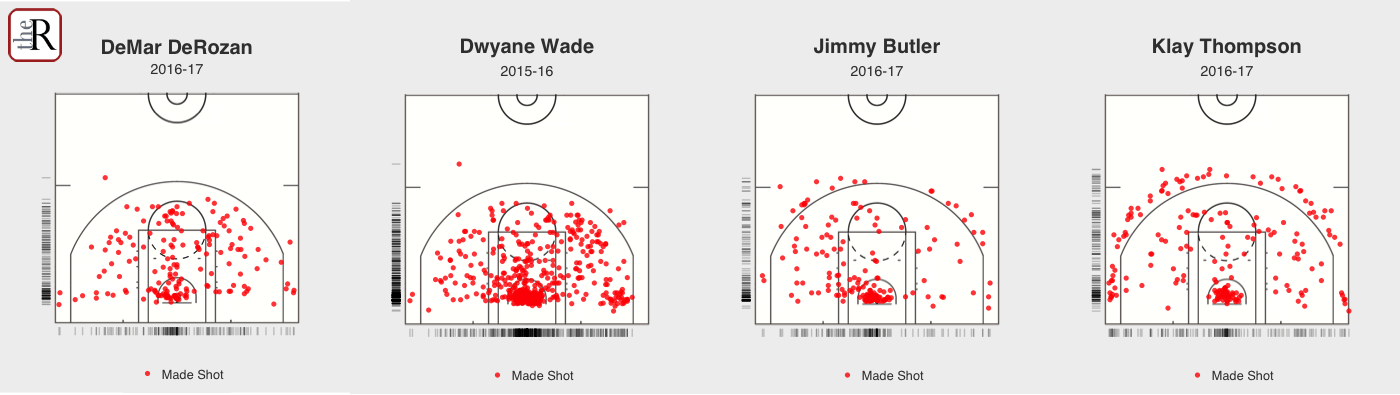 the R
DeMar DeRozan
2016-17
Made Shot
Dwyane Wade
2015-16
Made Shot
Jimmy Butler
2016-17
Made Shot
Klay Thompson
2016-17
Made Shot